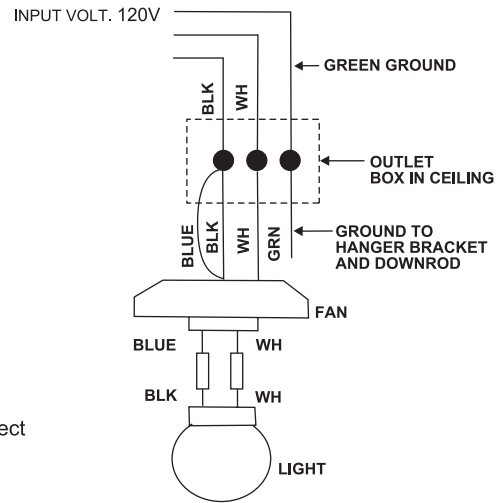 INPUT VOLT. 120V
GREEN GROUND
BLK
WH
OUTLET
BOX IN CEILING
BLUE
BLK
WH
GRN
GROUND TO
HANGER BRACKET
AND DOWNROD
FAN
BLUE
WH
BLK
WH
ect
LIGHT